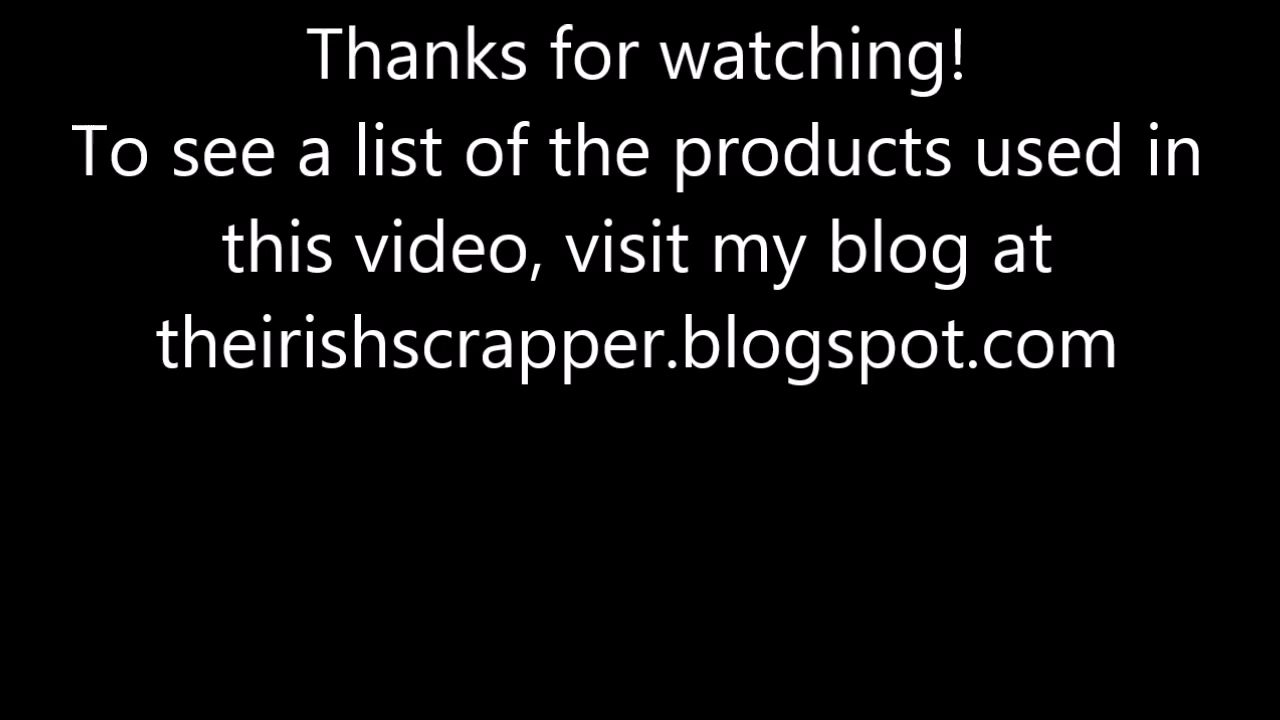 Thanks for watching!
To see a list of the products used in
this video, visit my blog at
theirishscrapper.blogspot.com